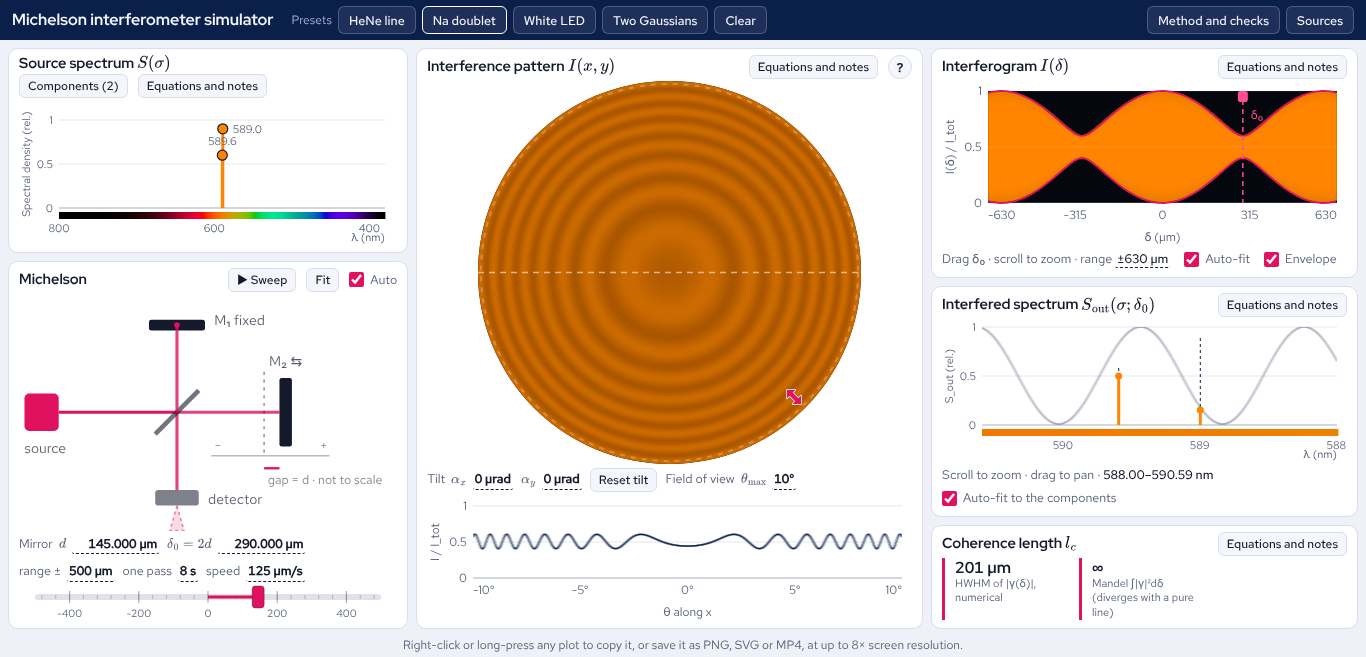 Michelson interferometer simulator Presets HeNe line Na doublet White LED Two Gaussians Clear Method and checks Sources
Source spectrum S(σ)
Components (2) Equations and notes
Spectral density (rel.)
1
0.5
0
589.0
589.6
800 600 400
λ (nm)
Michelson ▶ Sweep Fit Auto
M₁ fixed
M₂ ⇆
source
− +
gap = d · not to scale
detector
Mirror d 145.000 µm δ₀ = 2d 290.000 µm
range ± 500 µm one pass 8 s speed 125 µm/s
-400 -200 0 200 400
Interference pattern I(x, y) Equations and notes ?
Tilt αₓ 0 µrad αᵧ 0 µrad Reset tilt Field of view θmax 10°
I / I_tot
1
0.5
0
-10° -5° 0° 5° 10°
θ along x
Interferogram I(δ) Equations and notes
I(δ) / I_tot
1
0.5
0
δ₀
-630 -315 0 315 630
δ (µm)
Drag δ₀ · scroll to zoom · range ±630 µm Auto-fit Envelope
Interfered spectrum Sout(σ; δ₀) Equations and notes
S_out (rel.)
1
0.5
0
590 589 588
λ (nm)
Scroll to zoom · drag to pan · 588.00–590.59 nm
Auto-fit to the components
Coherence length lc Equations and notes
201 µm
HWHM of |γ(δ)|,
numerical
∞
Mandel ∫|γ|²dδ
(diverges with a pure
line)
Right-click or long-press any plot to copy it, or save it as PNG, SVG or MP4, at up to 8× screen resolution.